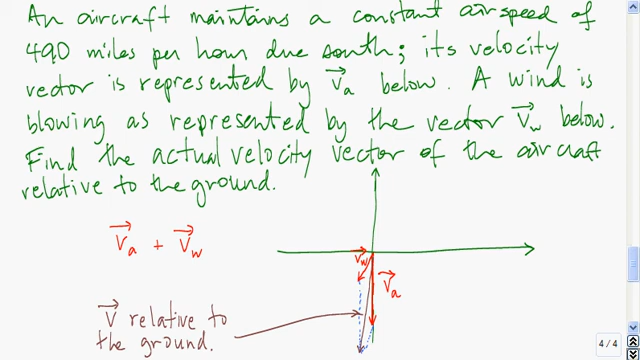 An aircraft maintains a constant airspeed of
490 miles per hour due south; its velocity
vector is represented by V⃗a below. A wind is
blowing as represented by the vector V⃗w below.
Find the actual velocity vector of the aircraft
relative to the ground.
V⃗a + V⃗w
Vw
V⃗a
V⃗ relative to
the ground.
4/4